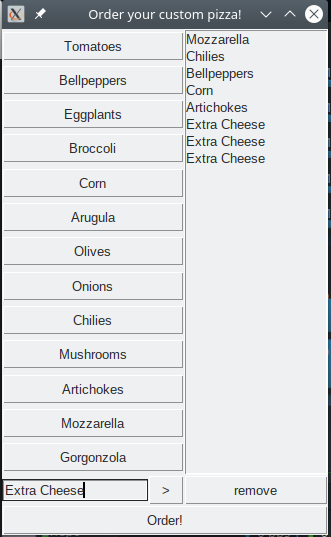 Order your custom pizza!
Tomatoes
Bellpeppers
Eggplants
Broccoli
Corn
Arugula
Olives
Onions
Chilies
Mushrooms
Artichokes
Mozzarella
Gorgonzola
Mozzarella
Chilies
Bellpeppers
Corn
Artichokes
Extra Cheese
Extra Cheese
Extra Cheese
Extra Cheese > remove
Order!